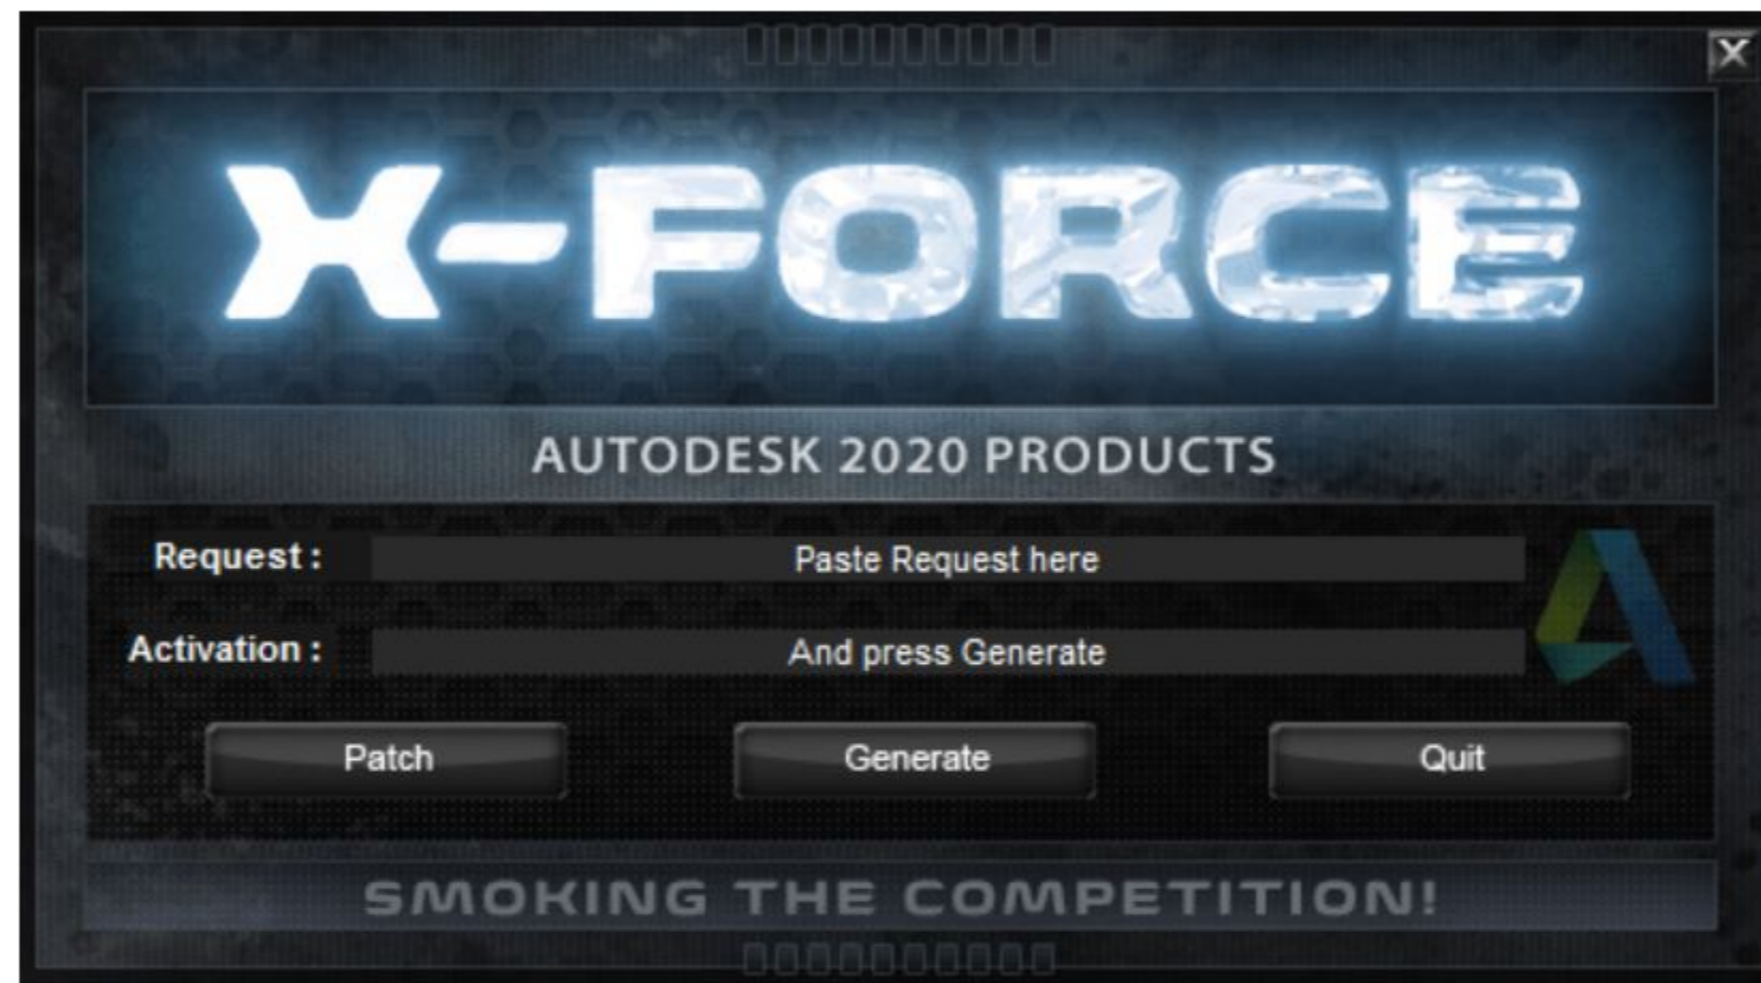 X
X-FORCE
AUTODESK 2020 PRODUCTS
Request : Paste Request here
Activation : And press Generate
Patch Generate Quit
SMOKING THE COMPETITION!